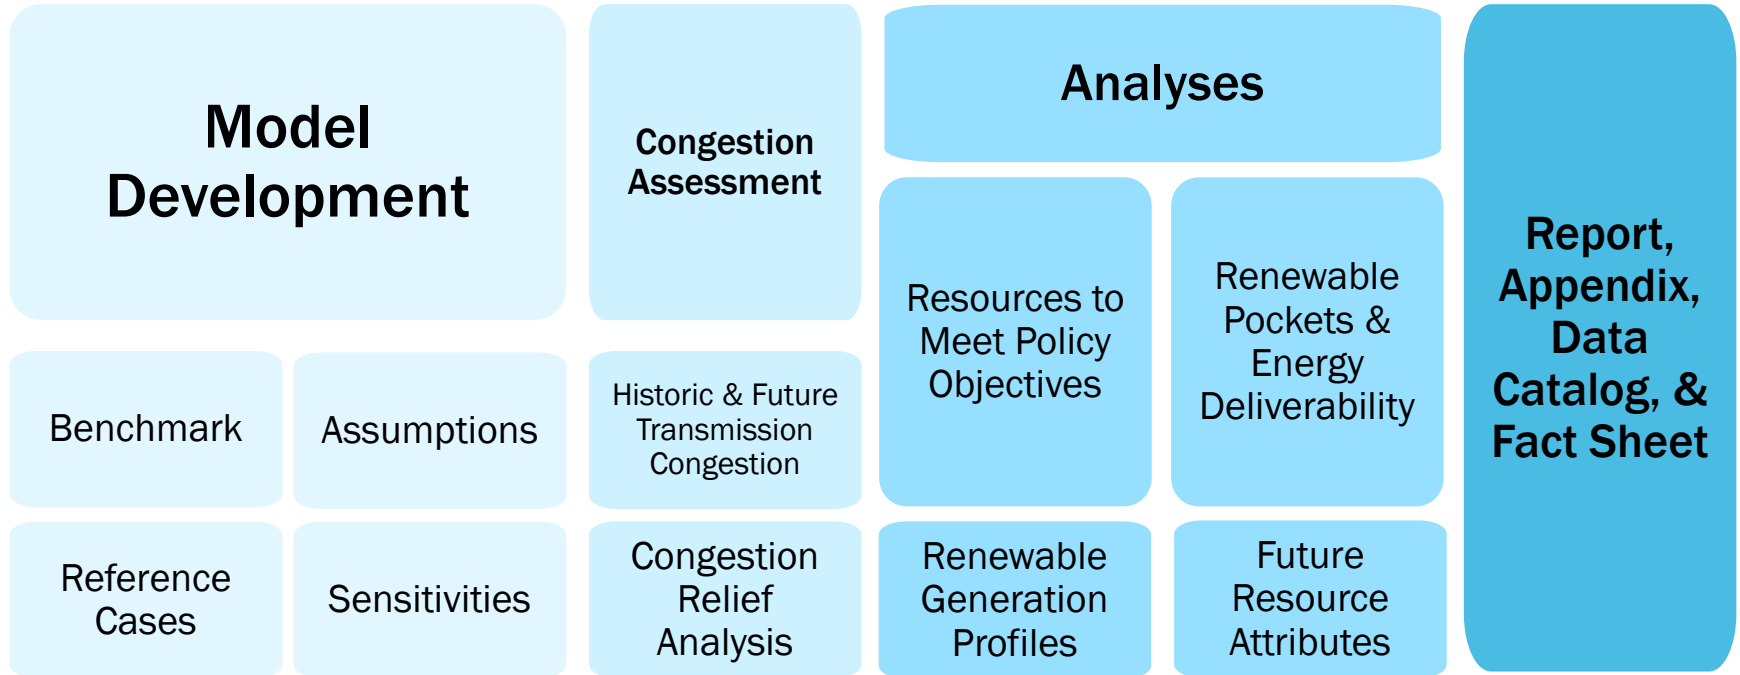 Model
Development
Benchmark
Assumptions
Reference
Cases
Sensitivities
Congestion
Assessment
Historic & Future
Transmission
Congestion
Congestion
Relief
Analysis
Analyses
Resources to
Meet Policy
Objectives
Renewable
Pockets &
Energy
Deliverability
Renewable
Generation
Profiles
Future
Resource
Attributes
Report,
Appendix,
Data
Catalog, &
Fact Sheet